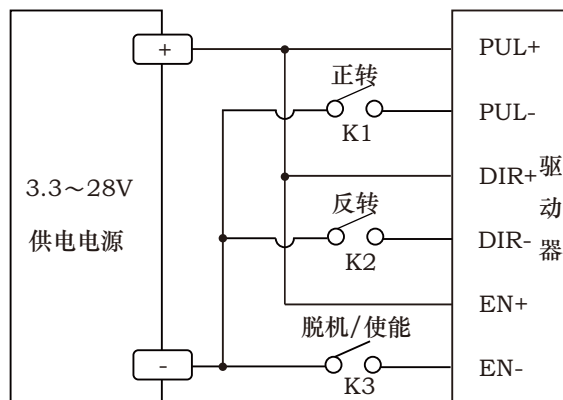 +
PUL+
正转
PUL-
K1
3.3～28V
供电电源
DIR+
驱
动
器
反转
DIR-
K2
EN+
脱机/使能
-
EN-
K3